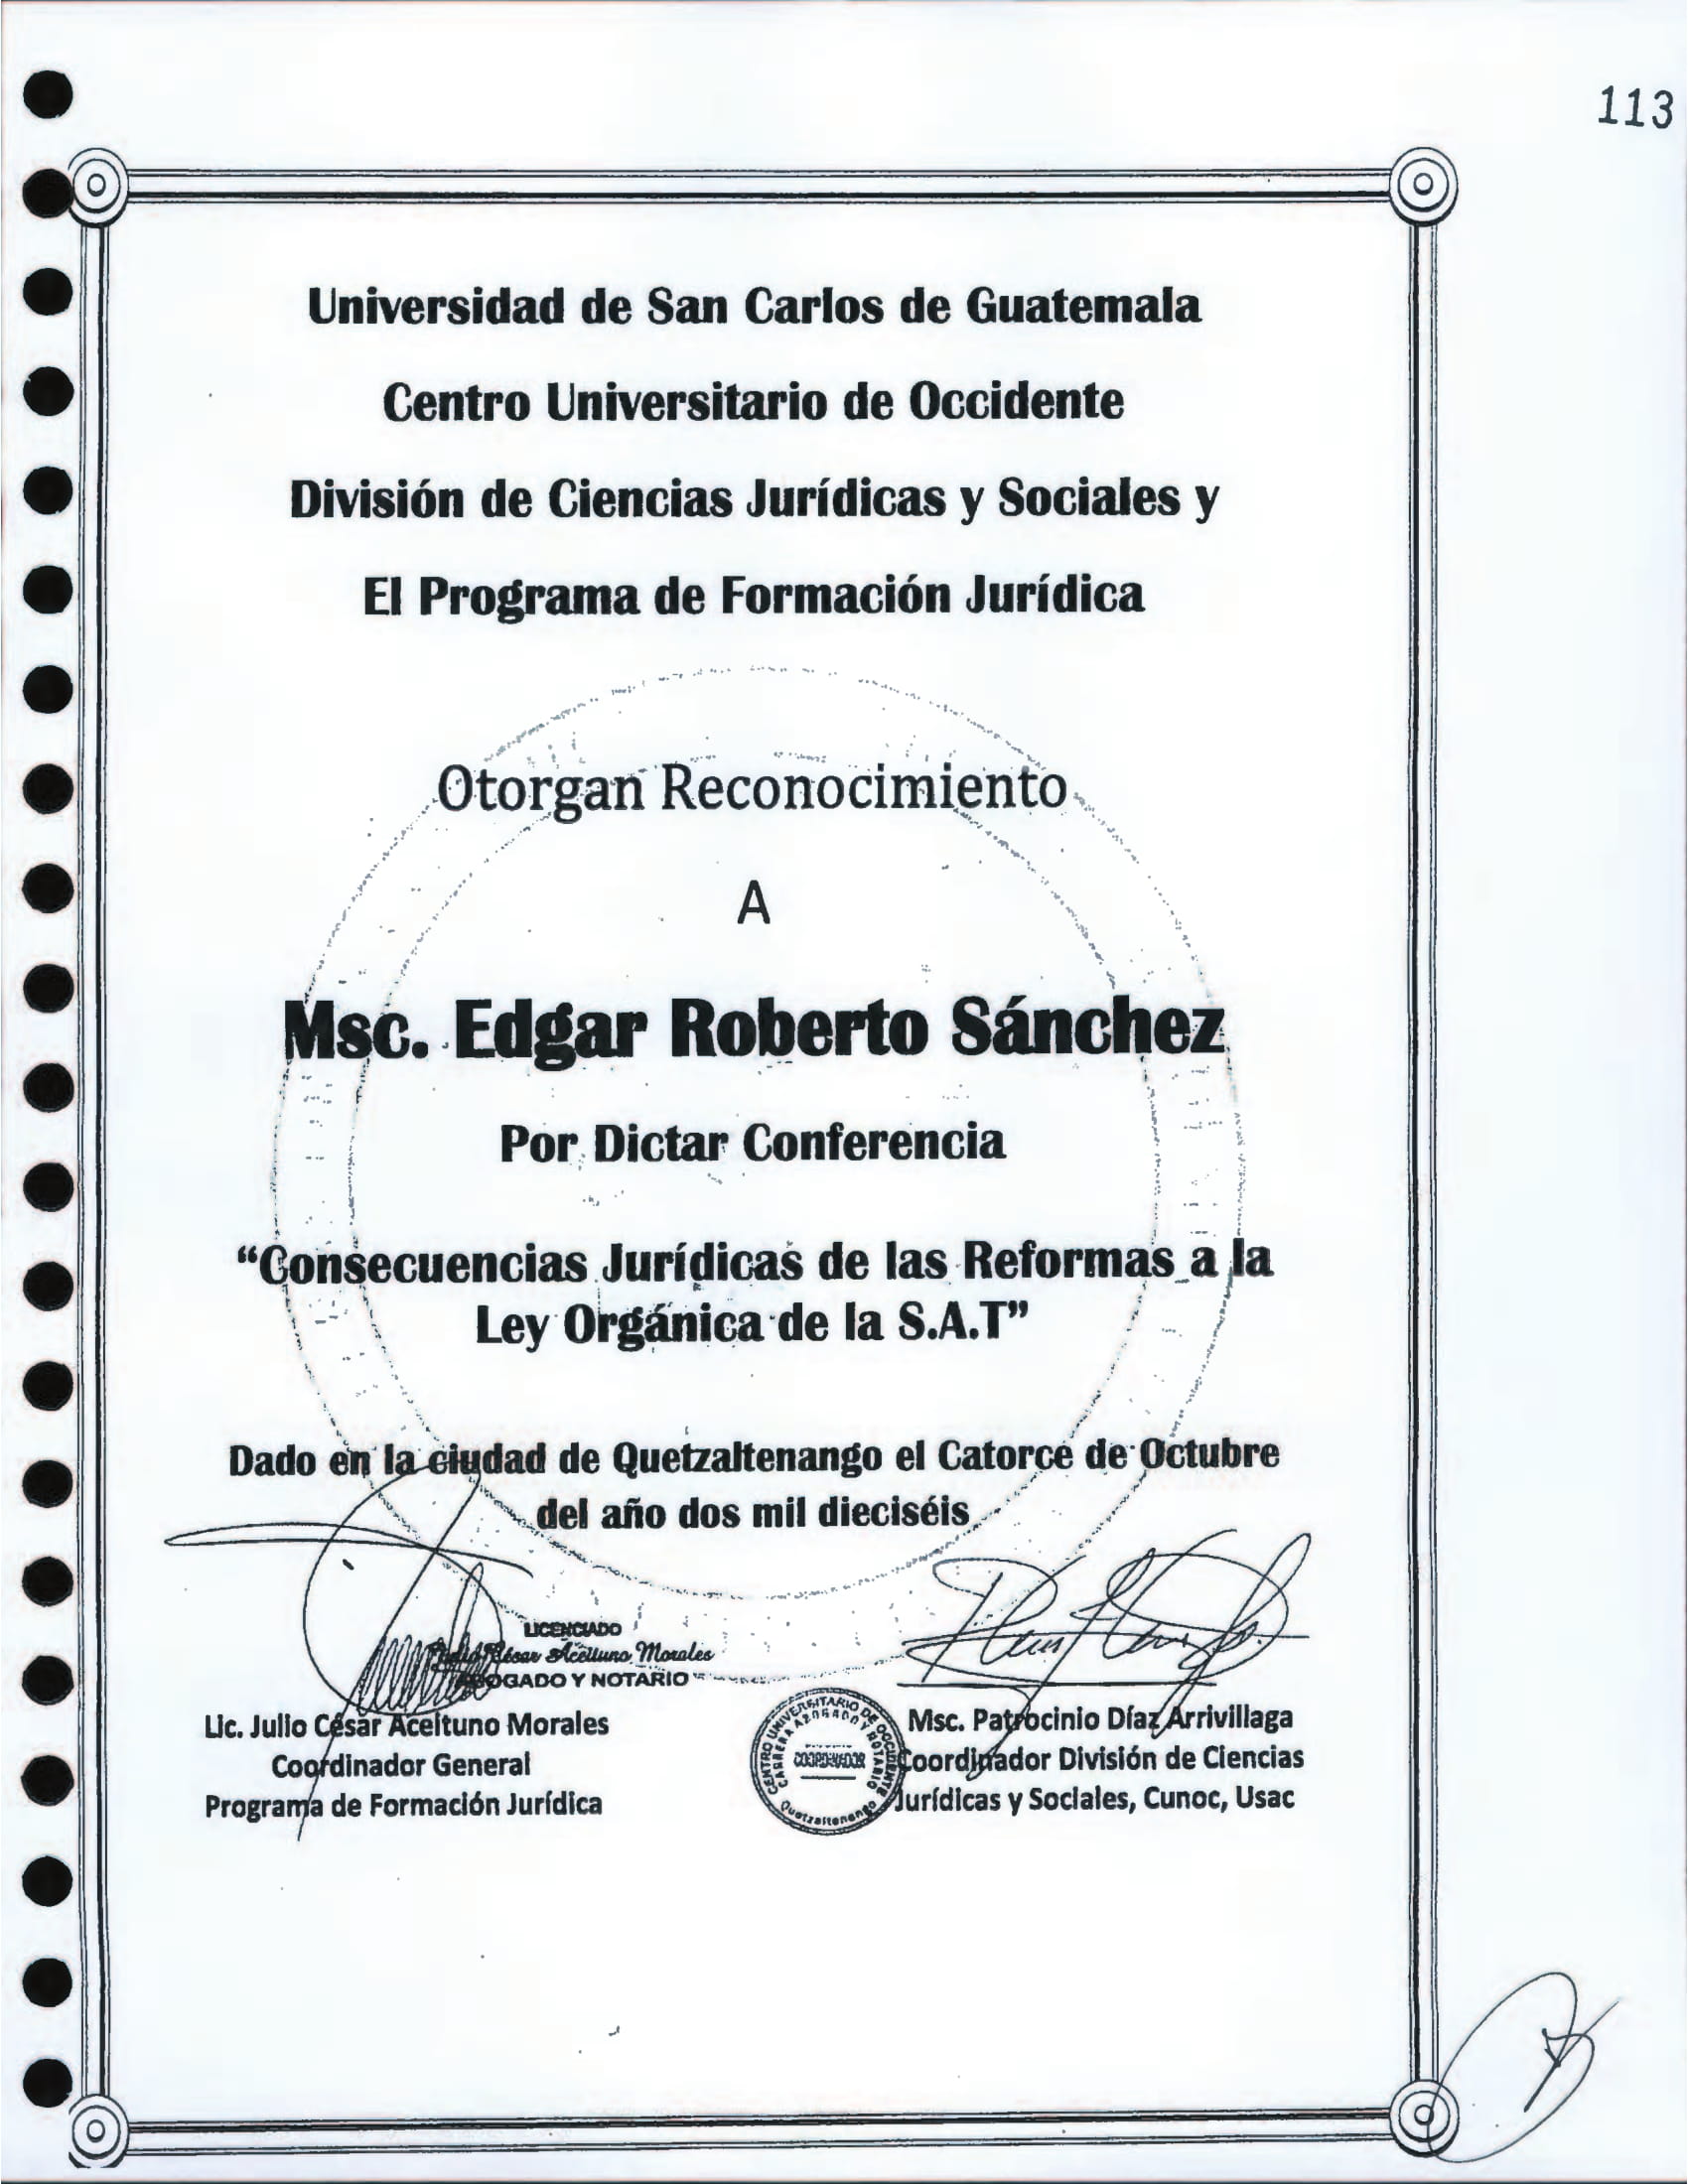 113
Universidad de San Carlos de Guatemala
Centro Universitario de Occidente
División de Ciencias Jurídicas y Sociales y
El Programa de Formación Jurídica
Otorgan Reconocimiento
A
Msc. Edgar Roberto Sánchez
Por Dictar Conferencia
“Consecuencias Jurídicas de las Reformas a la
Ley Orgánica de la S.A.T”
Dado en la ciudad de Quetzaltenango el Catorce de Octubre
del año dos mil dieciséis
LICENCIADO
César Aceituno Morales
OGADO Y NOTARIO
Lic. Julio César Aceituno Morales
Coordinador General
Programa de Formación Jurídica
CENTRO UNIVERSITARIO DE OCCIDENTE
CARRERA ABOGADO Y NOTARIO
COORDINADOR
Quetzaltenango
Msc. Patrocinio Díaz Arrivillaga
Coordinador División de Ciencias
Jurídicas y Sociales, Cunoc, Usac